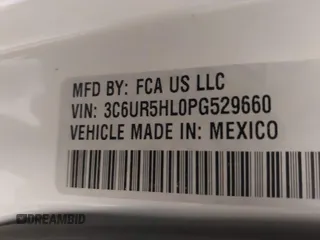 MFD BY: FCA US LLC
VIN: 3C6UR5HL0PG529660
VEHICLE MADE IN: MEXICO
DREAMBID